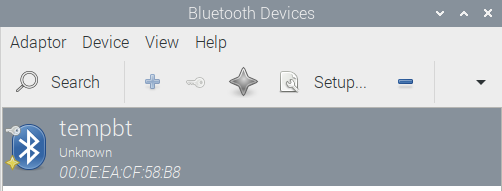 Bluetooth Devices
Adaptor Device View Help
Search Setup...
tempbt
Unknown
00:0E:EA:CF:58:B8